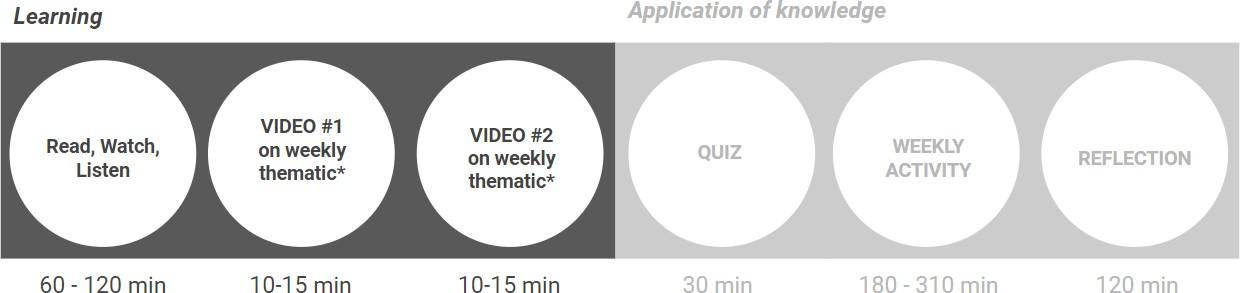 Learning
Application of knowledge
Read, Watch,
Listen
VIDEO #1
on weekly
thematic*
VIDEO #2
on weekly
thematic*
QUIZ
WEEKLY
ACTIVITY
REFLECTION
60 - 120 min
10-15 min
10-15 min
30 min
180 - 310 min
120 min